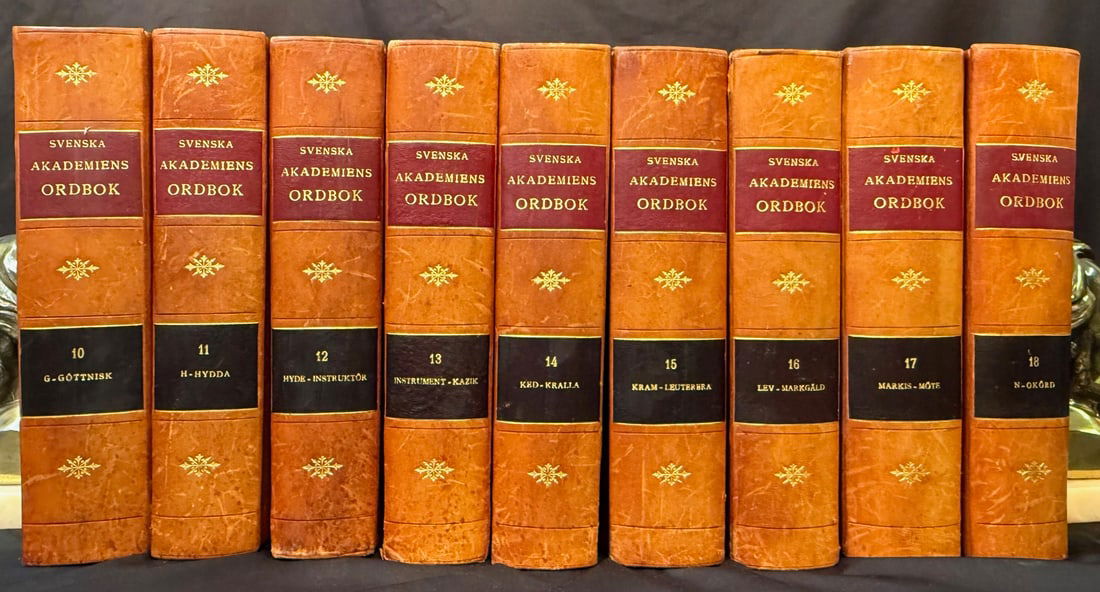 SVENSKA
AKADEMIENS
ORDBOK
10
G-GÖTTNISK
SVENSKA
AKADEMIENS
ORDBOK
11
H-HYDDA
SVENSKA
AKADEMIENS
ORDBOK
12
HYDE-INSTRUKTÖR
SVENSKA
AKADEMIENS
ORDBOK
13
INSTRUMENT-KAZIK
SVENSKA
AKADEMIENS
ORDBOK
14
KED-KRALLA
SVENSKA
AKADEMIENS
ORDBOK
15
KRAM-LEUTERERA
SVENSKA
AKADEMIENS
ORDBOK
16
LEV-MARKGÄLD
SVENSKA
AKADEMIENS
ORDBOK
17
MARKIS-MÖTE
SVENSKA
AKADEMIENS
ORDBOK
18
N-OKÖRD